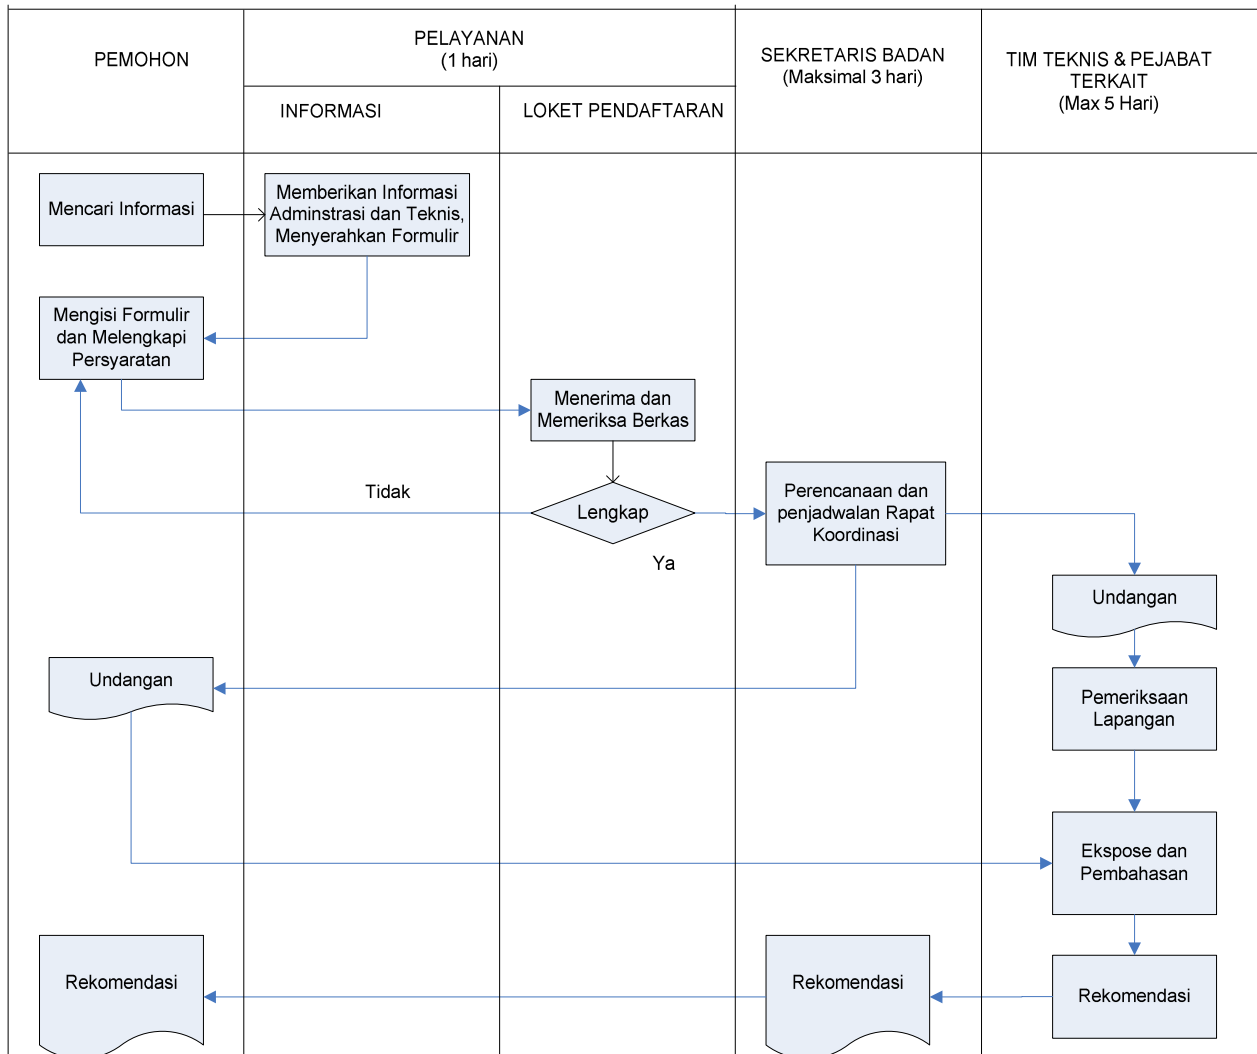 PEMOHON
PELAYANAN
(1 hari)
INFORMASI
LOKET PENDAFTARAN
SEKRETARIS BADAN
(Maksimal 3 hari)
TIM TEKNIS & PEJABAT
TERKAIT
(Max 5 Hari)
Mencari Informasi
Memberikan Informasi
Adminstrasi dan Teknis,
Menyerahkan Formulir
Mengisi Formulir
dan Melengkapi
Persyaratan
Menerima dan
Memeriksa Berkas
Tidak
Lengkap
Ya
Perencanaan dan
penjadwalan Rapat
Koordinasi
Undangan
Undangan
Pemeriksaan
Lapangan
Ekspose dan
Pembahasan
Rekomendasi
Rekomendasi
Rekomendasi